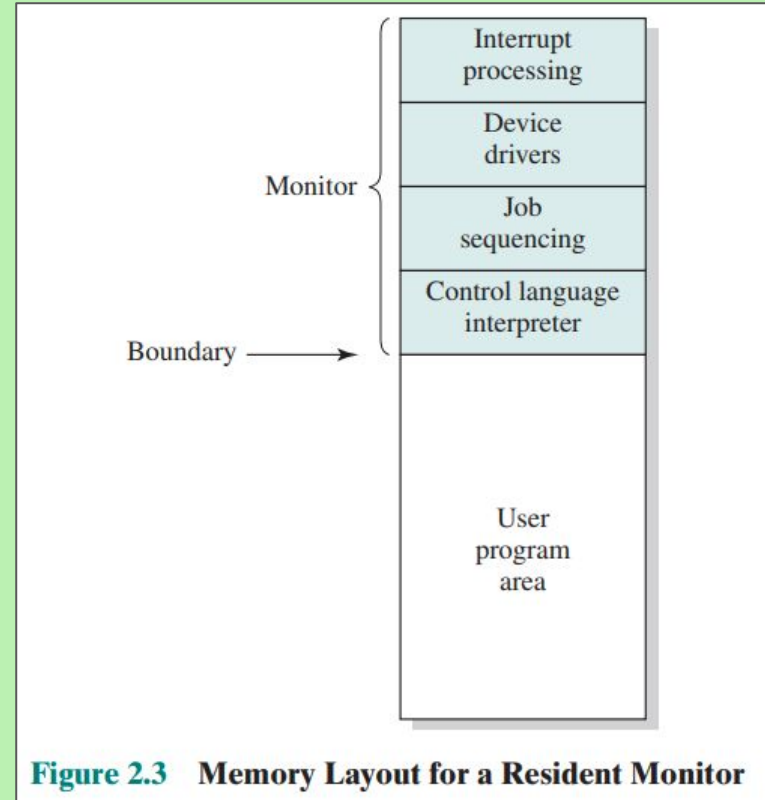 Interrupt
processing
Device
drivers
Monitor
Job
sequencing
Control language
interpreter
Boundary
User
program
area
Figure 2.3 Memory Layout for a Resident Monitor